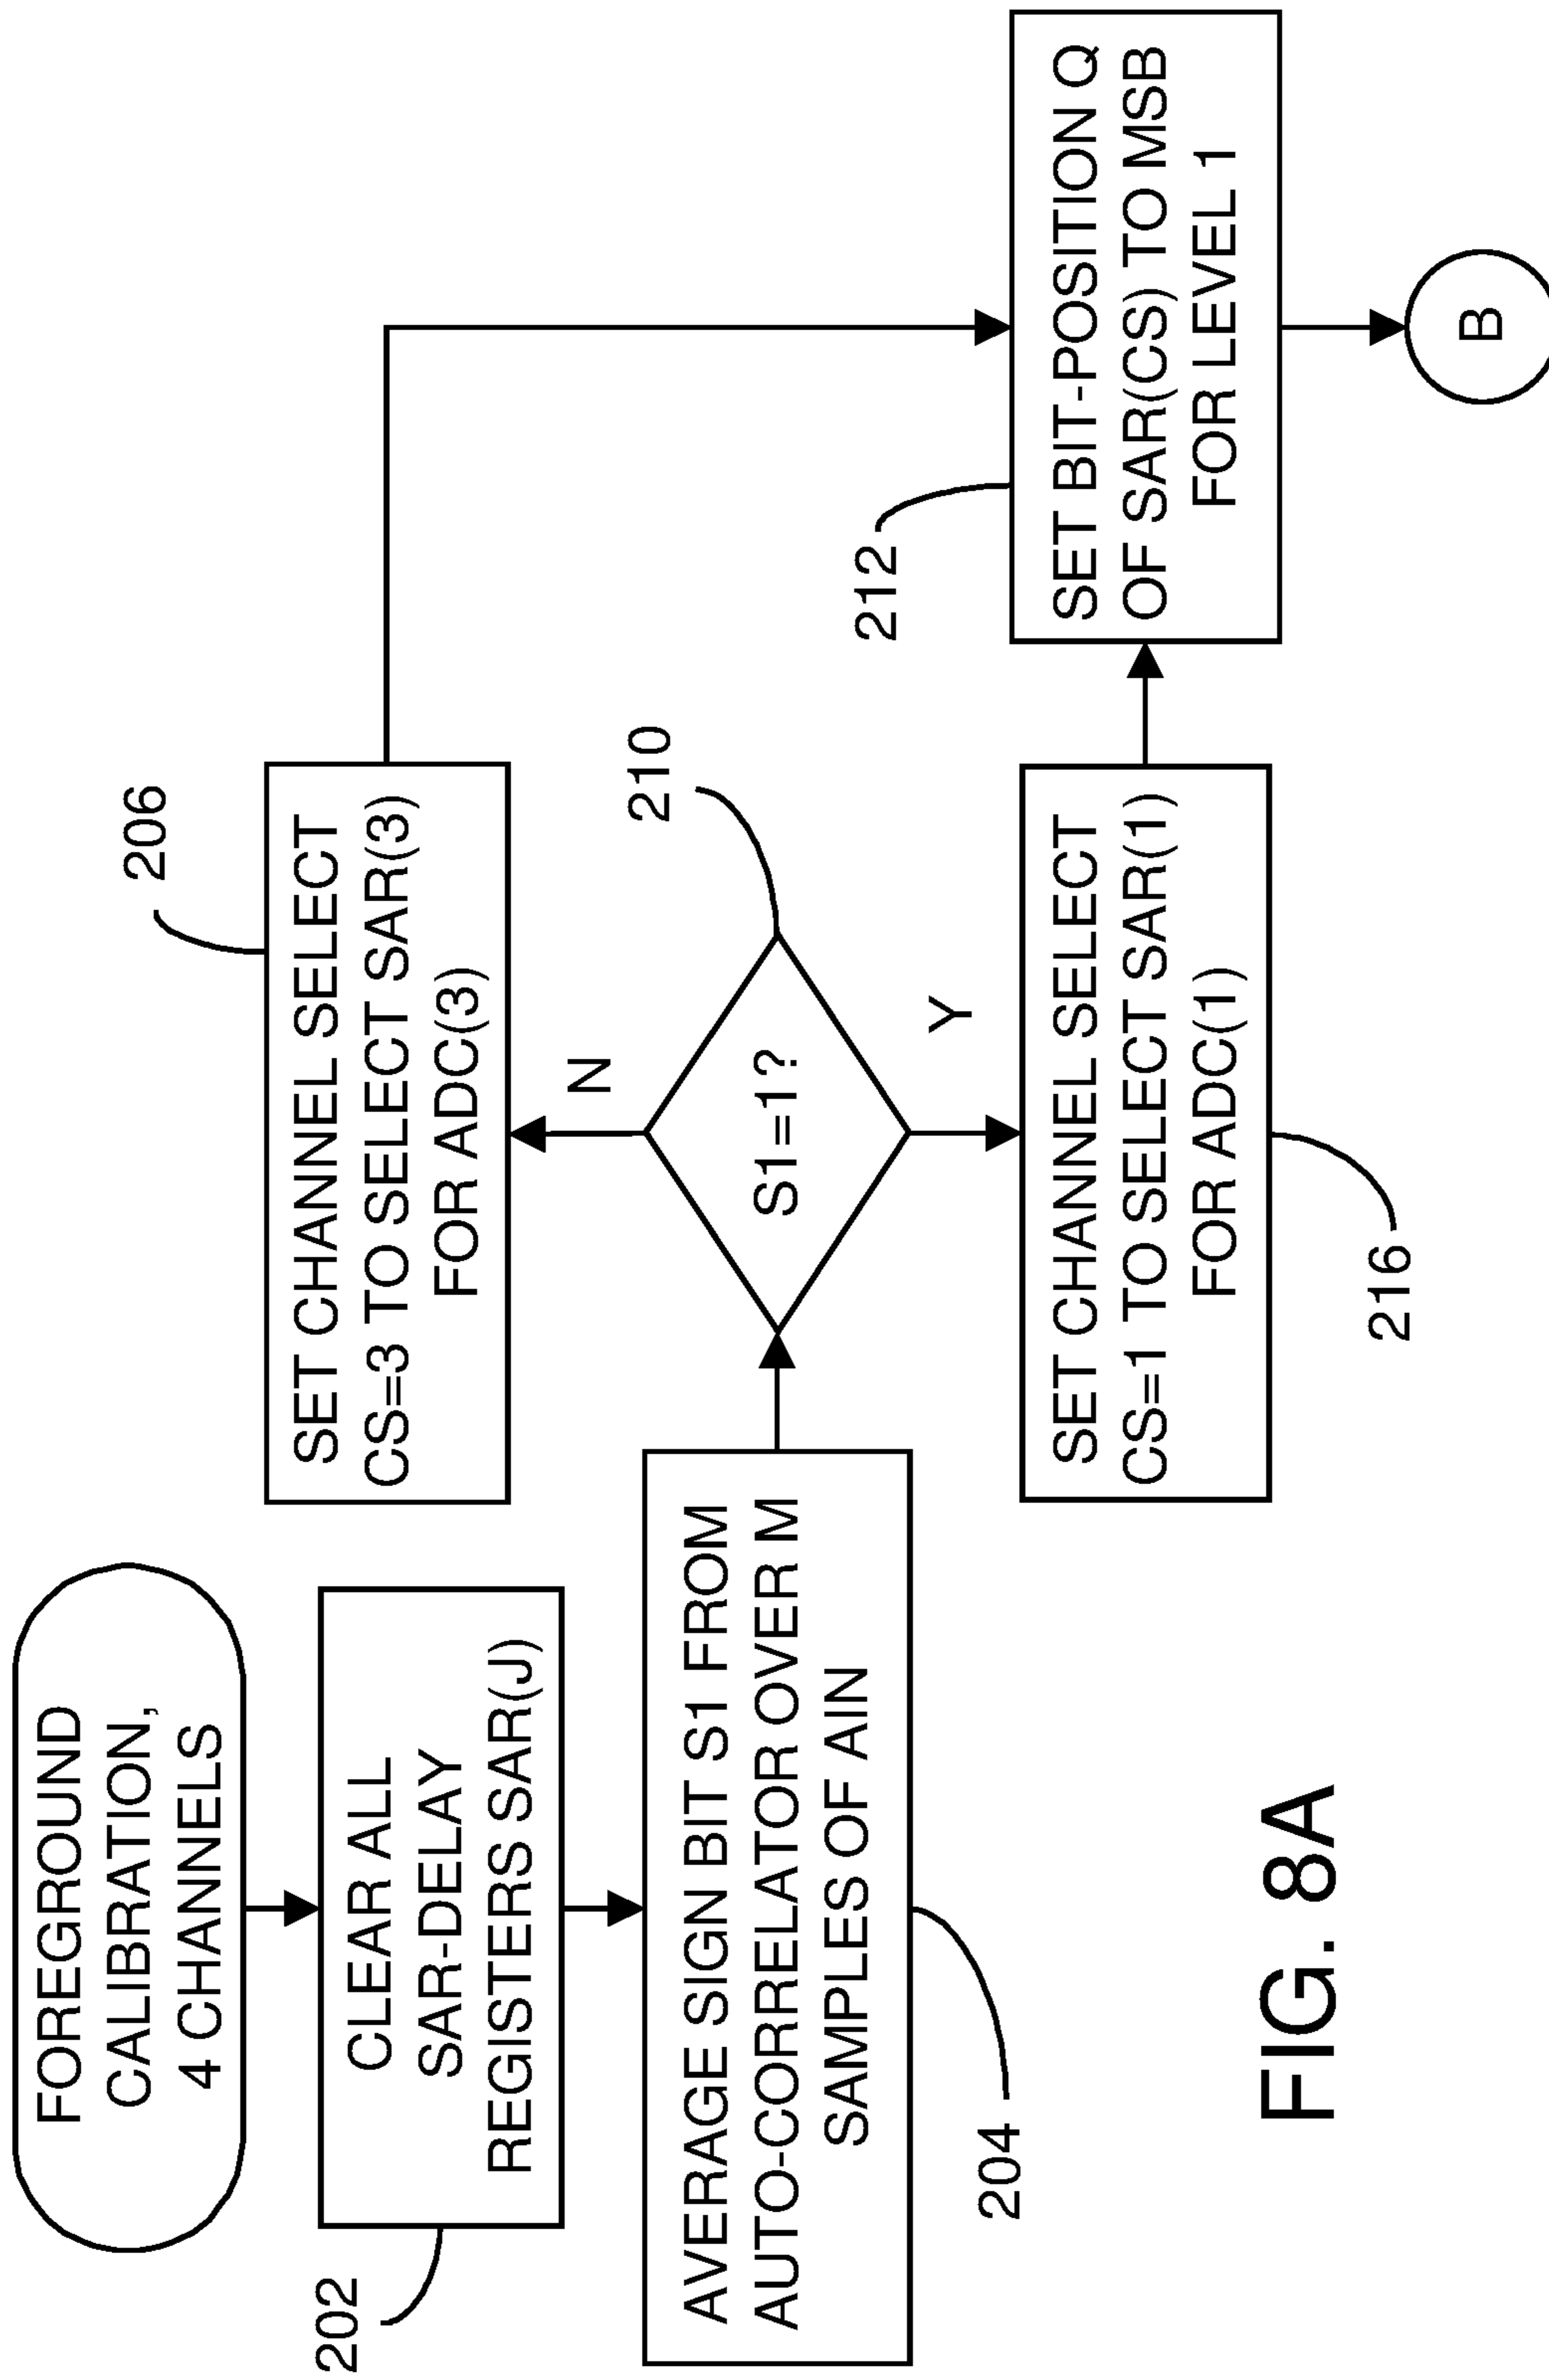 FOREGROUND
CALIBRATION,
4 CHANNELS
202
CLEAR ALL
SAR-DELAY
REGISTERS SAR(J)
AVERAGE SIGN BIT S1 FROM
AUTO-CORRELATOR OVER M
SAMPLES OF AIN
204
206
SET CHANNEL SELECT
CS=3 TO SELECT SAR(3)
FOR ADC(3)
N
210
S1=1?
Y
SET CHANNEL SELECT
CS=1 TO SELECT SAR(1)
FOR ADC(1)
216
212
SET BIT-POSITION Q
OF SAR(CS) TO MSB
FOR LEVEL 1
B
FIG. 8A